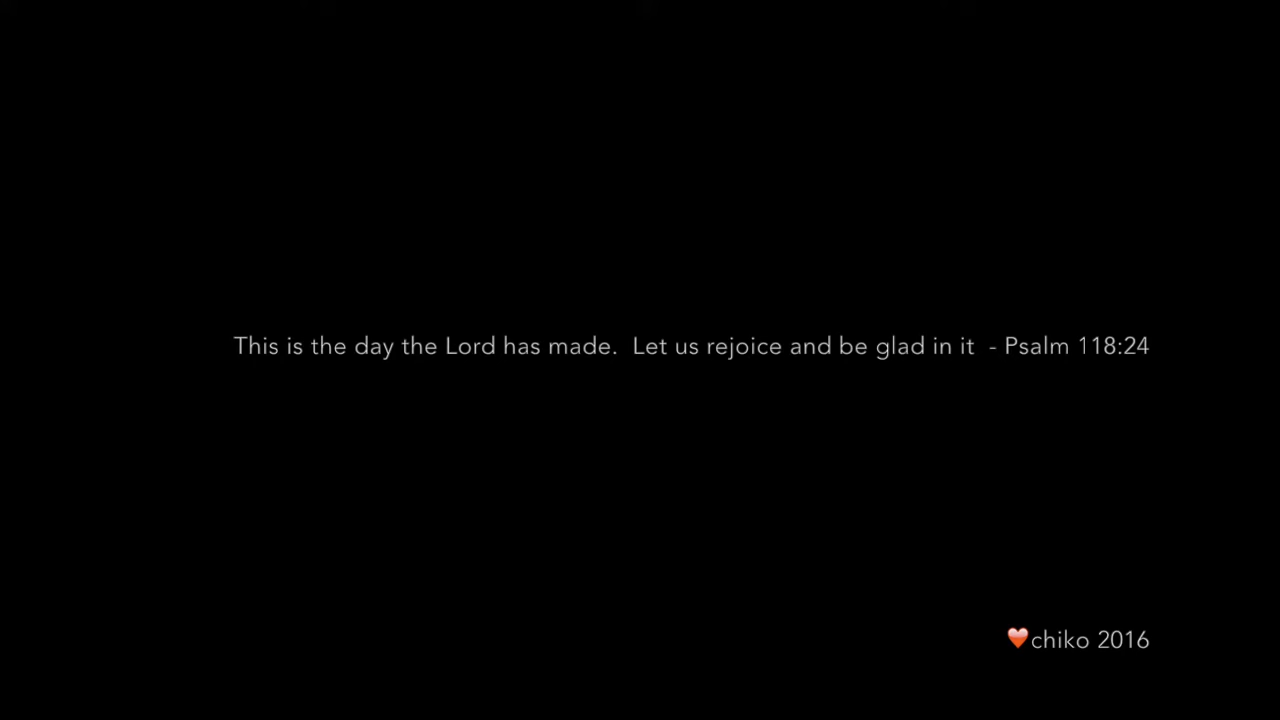 This is the day the Lord has made.  Let us rejoice and be glad in it  - Psalm 118:24
❤chiko 2016